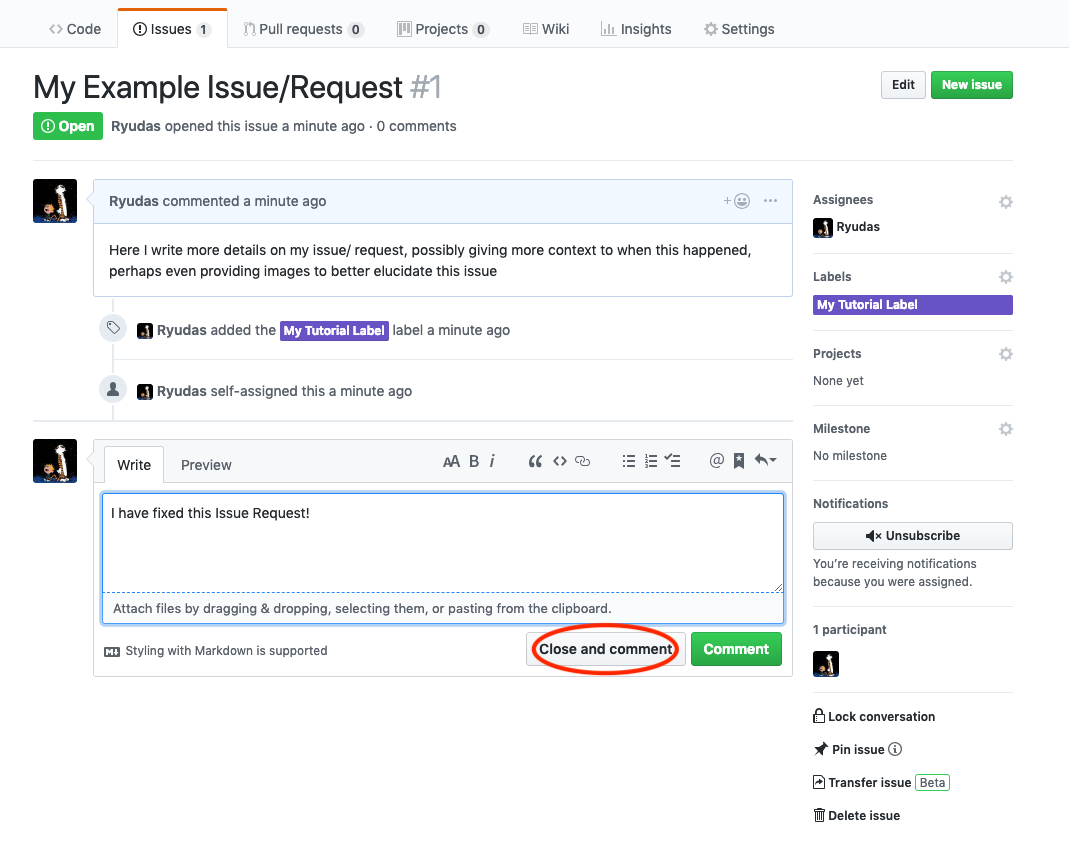 Code Issues 1 Pull requests 0 Projects 0 Wiki Insights Settings
My Example Issue/Request #1
Edit New issue
Open Ryudas opened this issue a minute ago · 0 comments
Ryudas commented a minute ago
Here I write more details on my issue/ request, possibly giving more context to when this happened,
perhaps even providing images to better elucidate this issue
Ryudas added the My Tutorial Label label a minute ago
Ryudas self-assigned this a minute ago
Write Preview
I have fixed this Issue Request!
Attach files by dragging & dropping, selecting them, or pasting from the clipboard.
Styling with Markdown is supported
Close and comment Comment
Assignees
Ryudas
Labels
My Tutorial Label
Projects
None yet
Milestone
No milestone
Notifications
Unsubscribe
You're receiving notifications
because you were assigned.
1 participant
Lock conversation
Pin issue
Transfer issue Beta
Delete issue